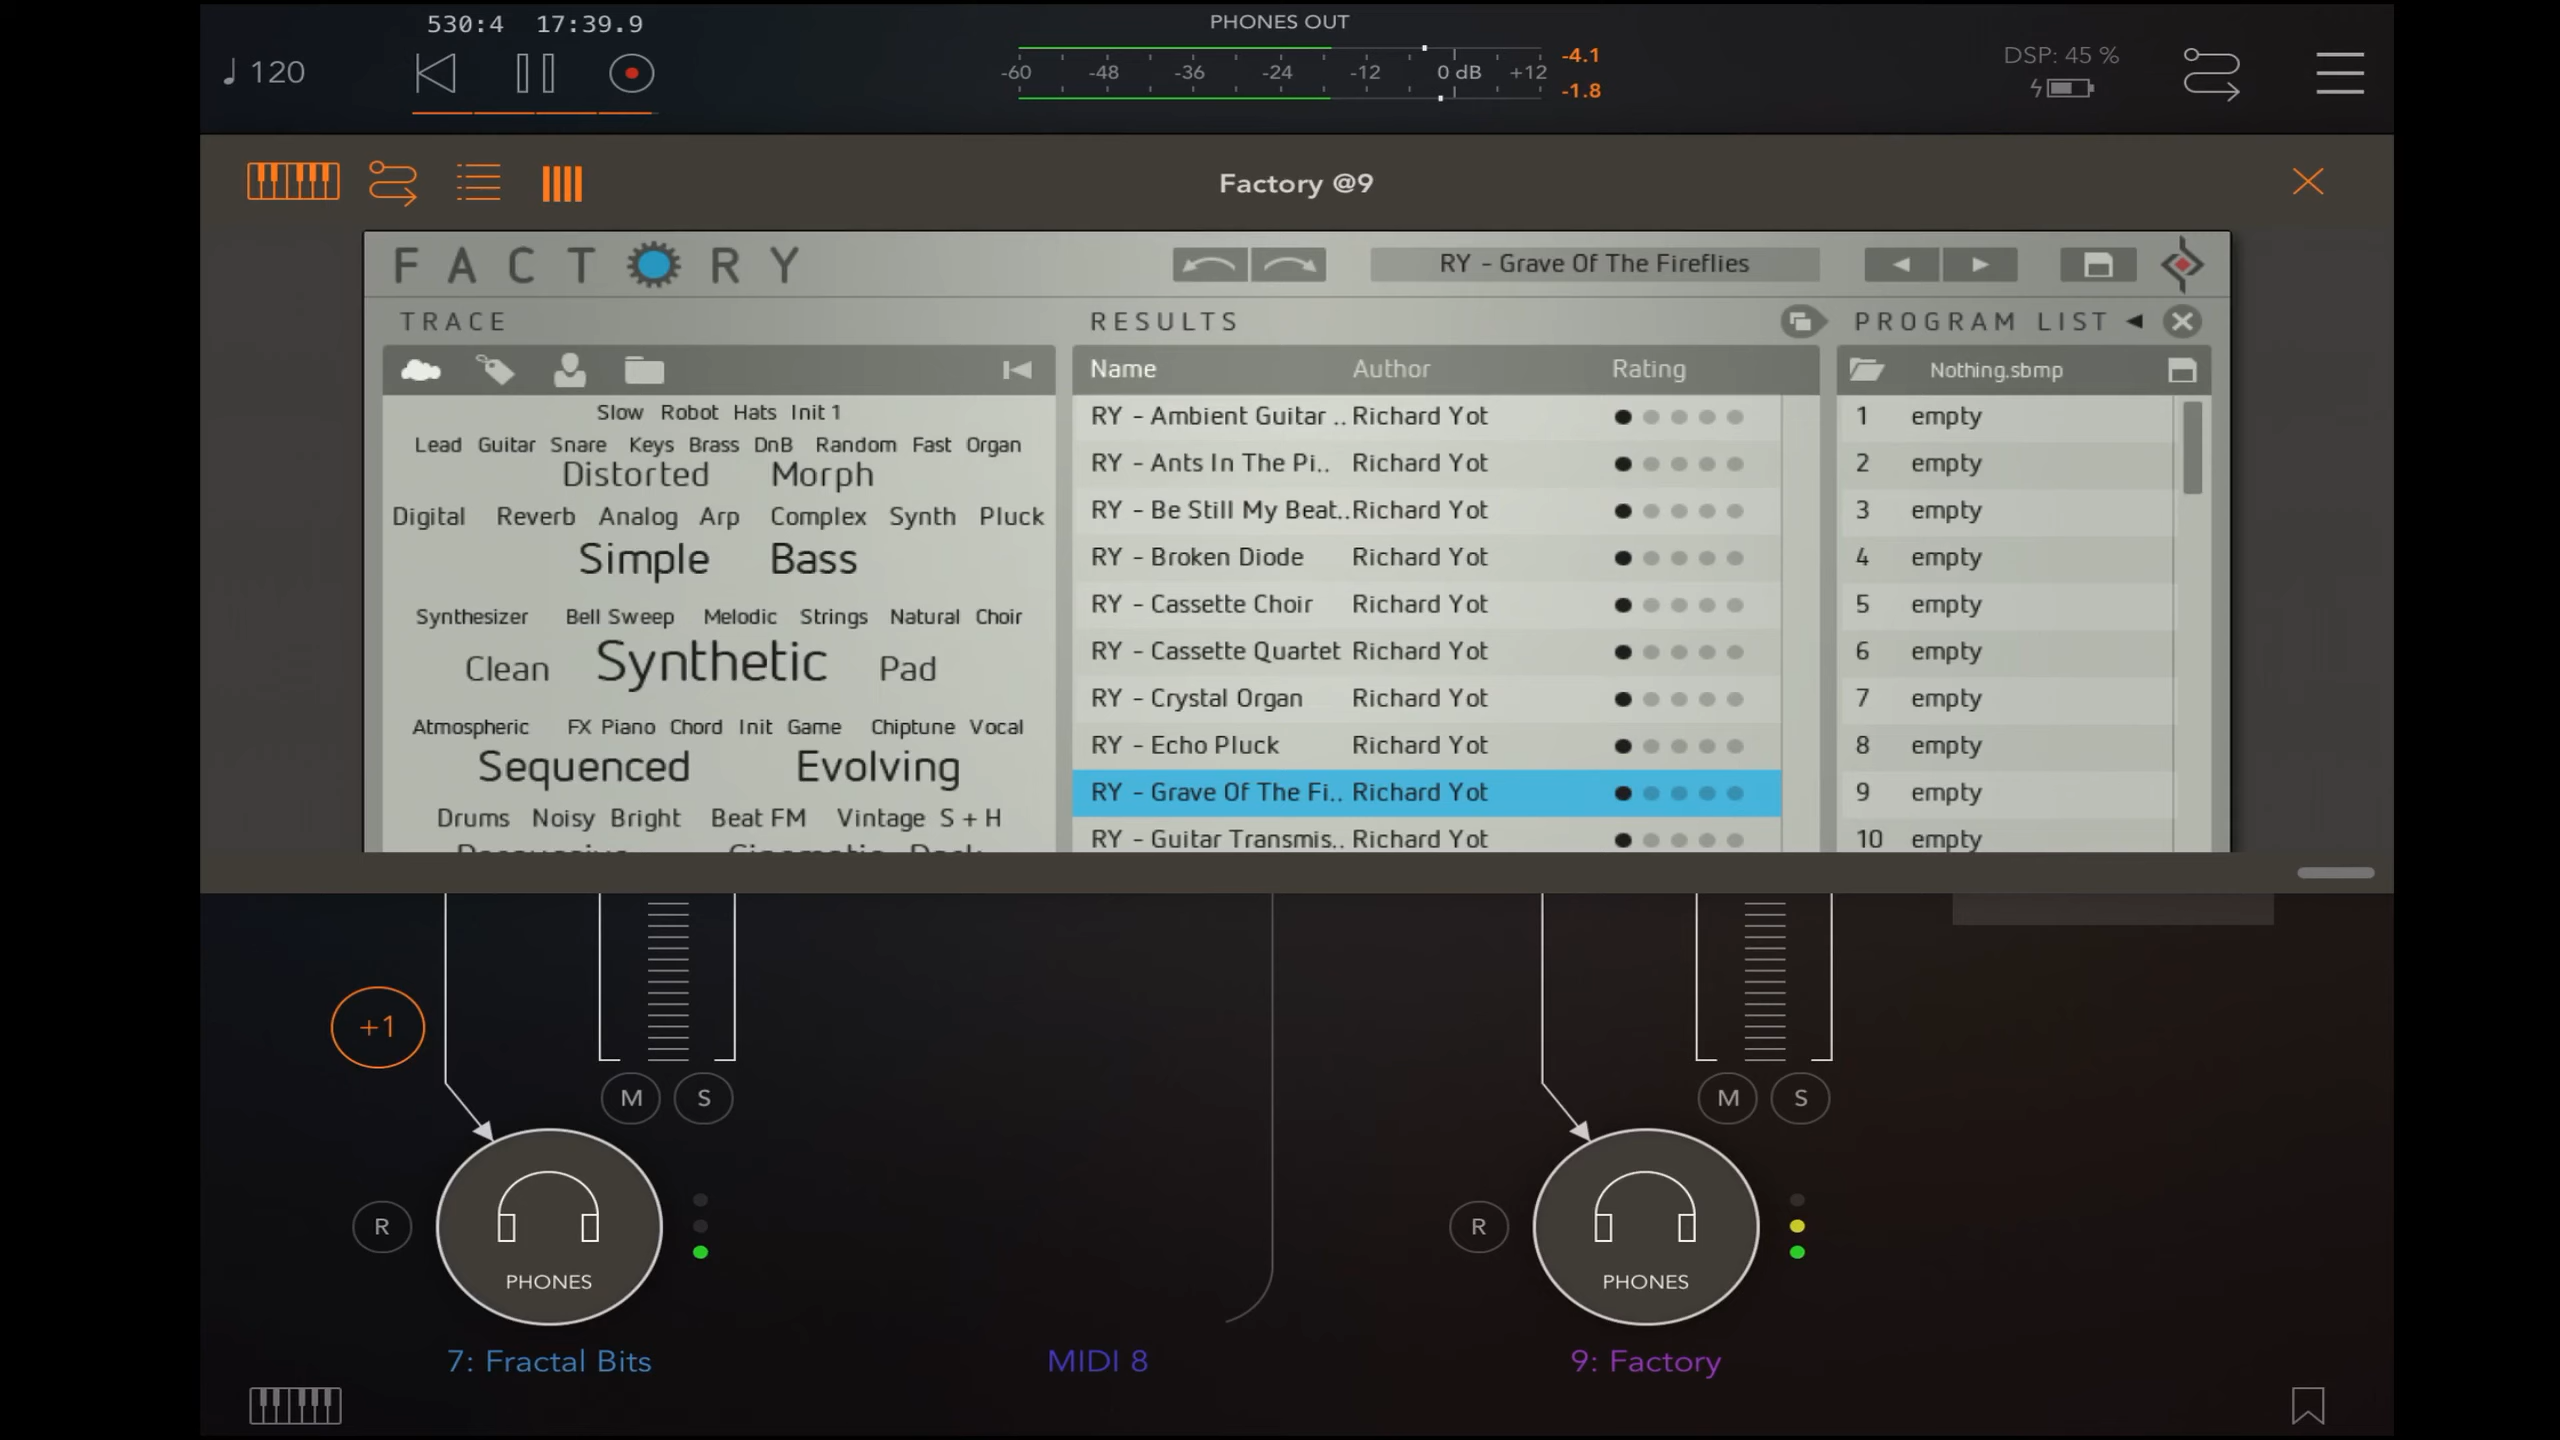 530:4 17:39.9
PHONES OUT
♩ 120
-60 -48 -36 -24 -12 0 dB +12
-4.1
-1.8
DSP: 45 %
Factory @9
FACTORY
RY - Grave Of The Fireflies
TRACE
RESULTS
PROGRAM LIST
Name Author Rating
Nothing.sbmp
Slow Robot Hats Init 1
Lead Guitar Snare Keys Brass DnB Random Fast Organ
Distorted Morph
Digital Reverb Analog Arp Complex Synth Pluck
Simple Bass
Synthesizer Bell Sweep Melodic Strings Natural Choir
Clean Synthetic Pad
Atmospheric FX Piano Chord Init Game Chiptune Vocal
Sequenced Evolving
Drums Noisy Bright Beat FM Vintage S + H
Percussive Cinematic Dark
RY - Ambient Guitar .. Richard Yot
RY - Ants In The Pi.. Richard Yot
RY - Be Still My Beat.. Richard Yot
RY - Broken Diode Richard Yot
RY - Cassette Choir Richard Yot
RY - Cassette Quartet Richard Yot
RY - Crystal Organ Richard Yot
RY - Echo Pluck Richard Yot
RY - Grave Of The Fi.. Richard Yot
RY - Guitar Transmis.. Richard Yot
1 empty
2 empty
3 empty
4 empty
5 empty
6 empty
7 empty
8 empty
9 empty
10 empty
+1
M S
M S
R
PHONES
R
PHONES
7: Fractal Bits
MIDI 8
9: Factory